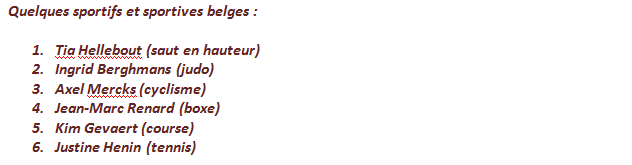 Quelques sportifs et sportives belges :
1. Tia Hellebout (saut en hauteur)
2. Ingrid Berghmans (judo)
3. Axel Mercks (cyclisme)
4. Jean-Marc Renard (boxe)
5. Kim Gevaert (course)
6. Justine Henin (tennis)